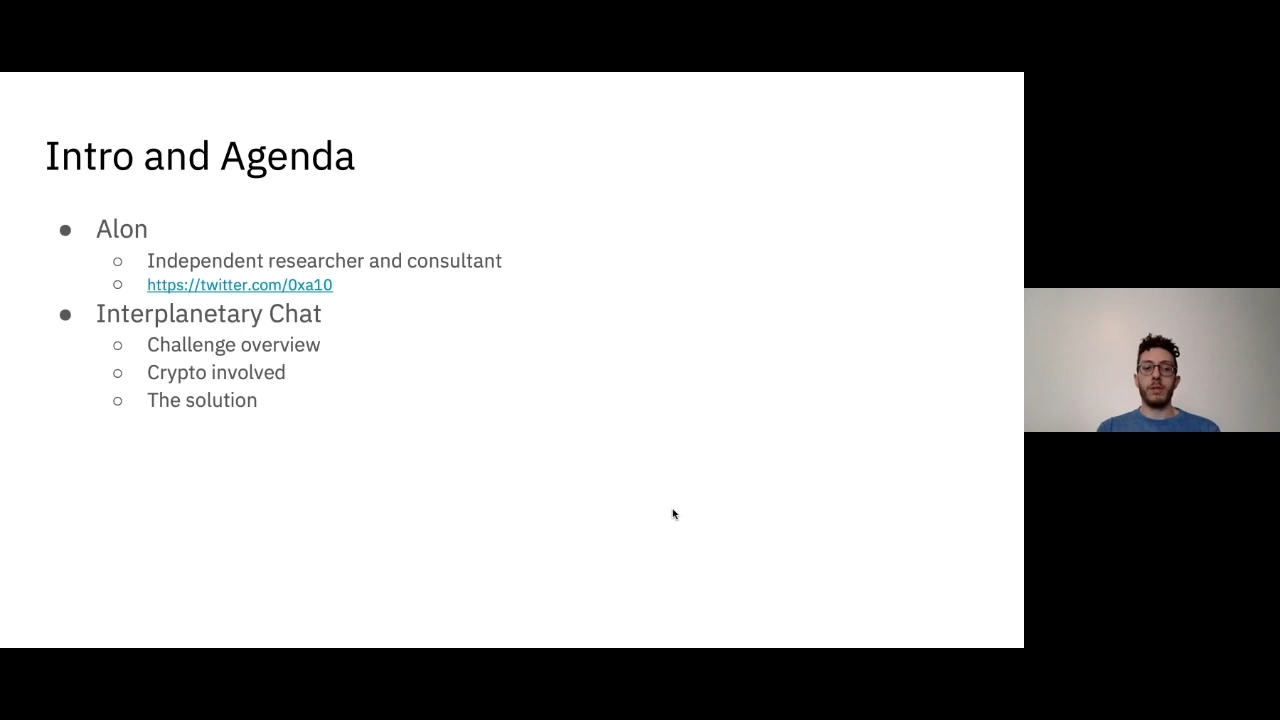 Intro and Agenda
● Alon
○ Independent researcher and consultant
○ https://twitter.com/0xa10
● Interplanetary Chat
○ Challenge overview
○ Crypto involved
○ The solution